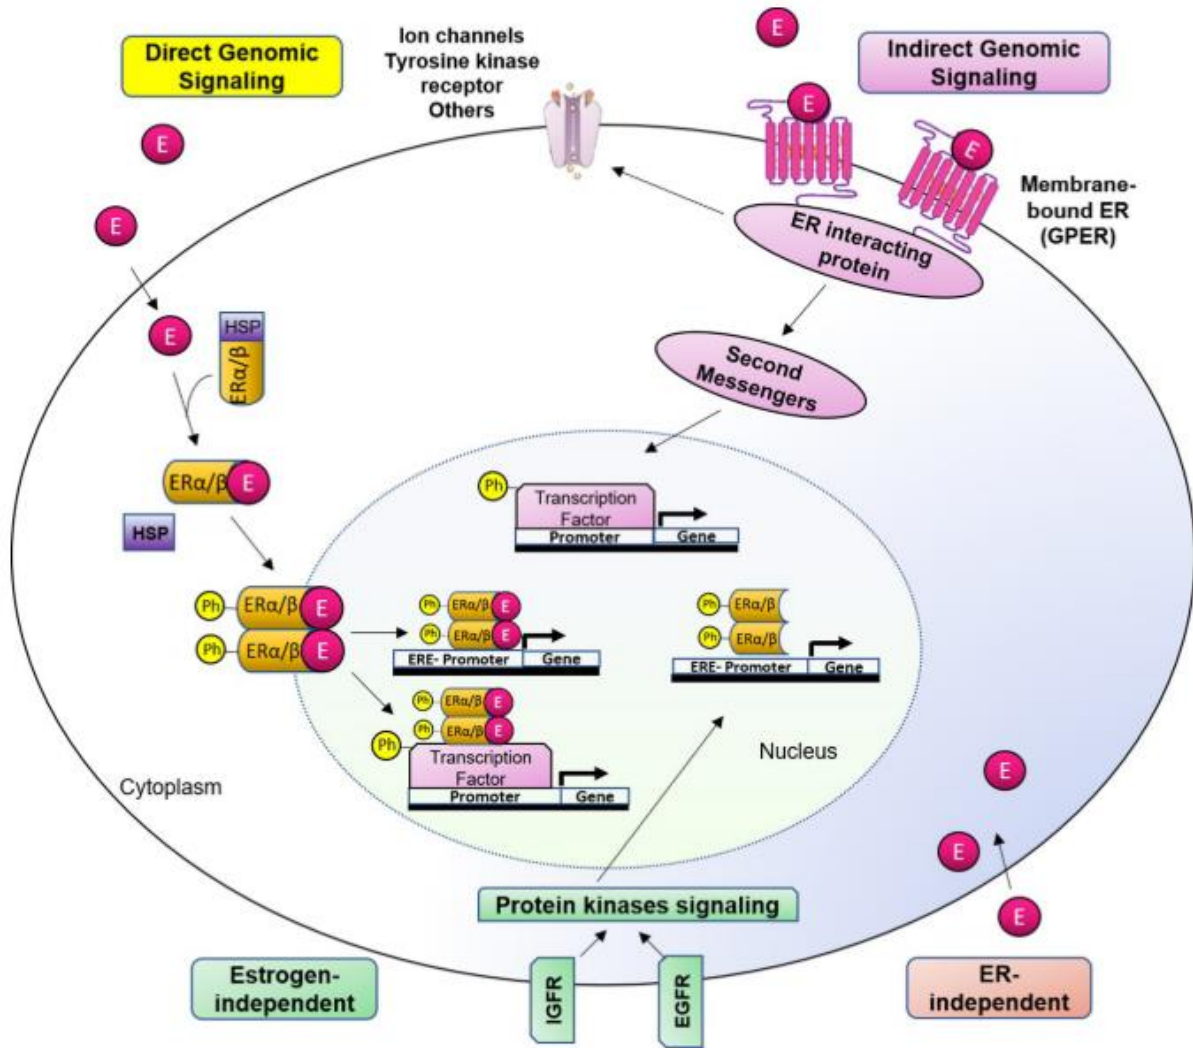 Direct Genomic
Signaling
Ion channels
Tyrosine kinase
receptor
Others
E
Indirect Genomic
Signaling
E
E
E
E
Membrane-
bound ER
(GPER)
ER interacting
protein
E
HSP
ERα/β
Second
Messengers
ERα/β E
HSP
Ph
Transcription
Factor
Promoter Gene
Ph ERα/β E
Ph ERα/β E
Ph ERα/β E
Ph ERα/β E
ERE- Promoter Gene
Ph ERα/β
Ph ERα/β
ERE- Promoter Gene
Ph ERα/β E
Ph ERα/β E
Ph
Transcription
Factor
Promoter Gene
Nucleus
Cytoplasm
E
E
E
Protein kinases signaling
IGFR
EGFR
Estrogen-
independent
ER-
independent